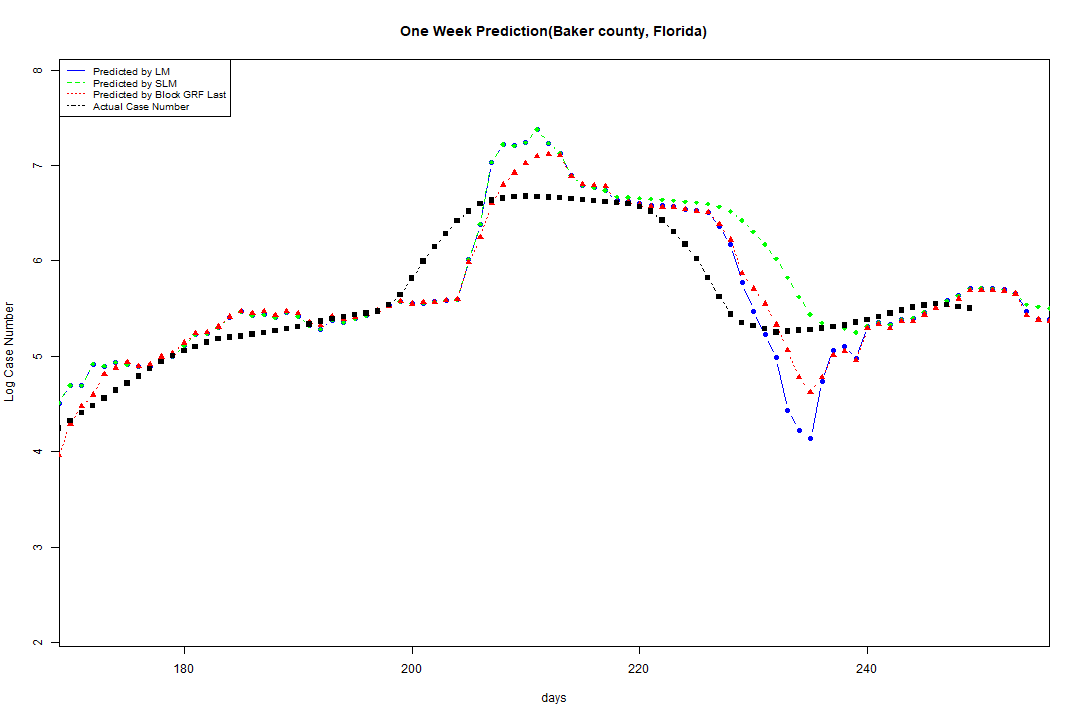 One Week Prediction(Baker county, Florida)
Predicted by LM
Predicted by SLM
Predicted by Block GRF Last
Actual Case Number
8
7
6
5
4
3
2
Log Case Number
180
200
220
240
days